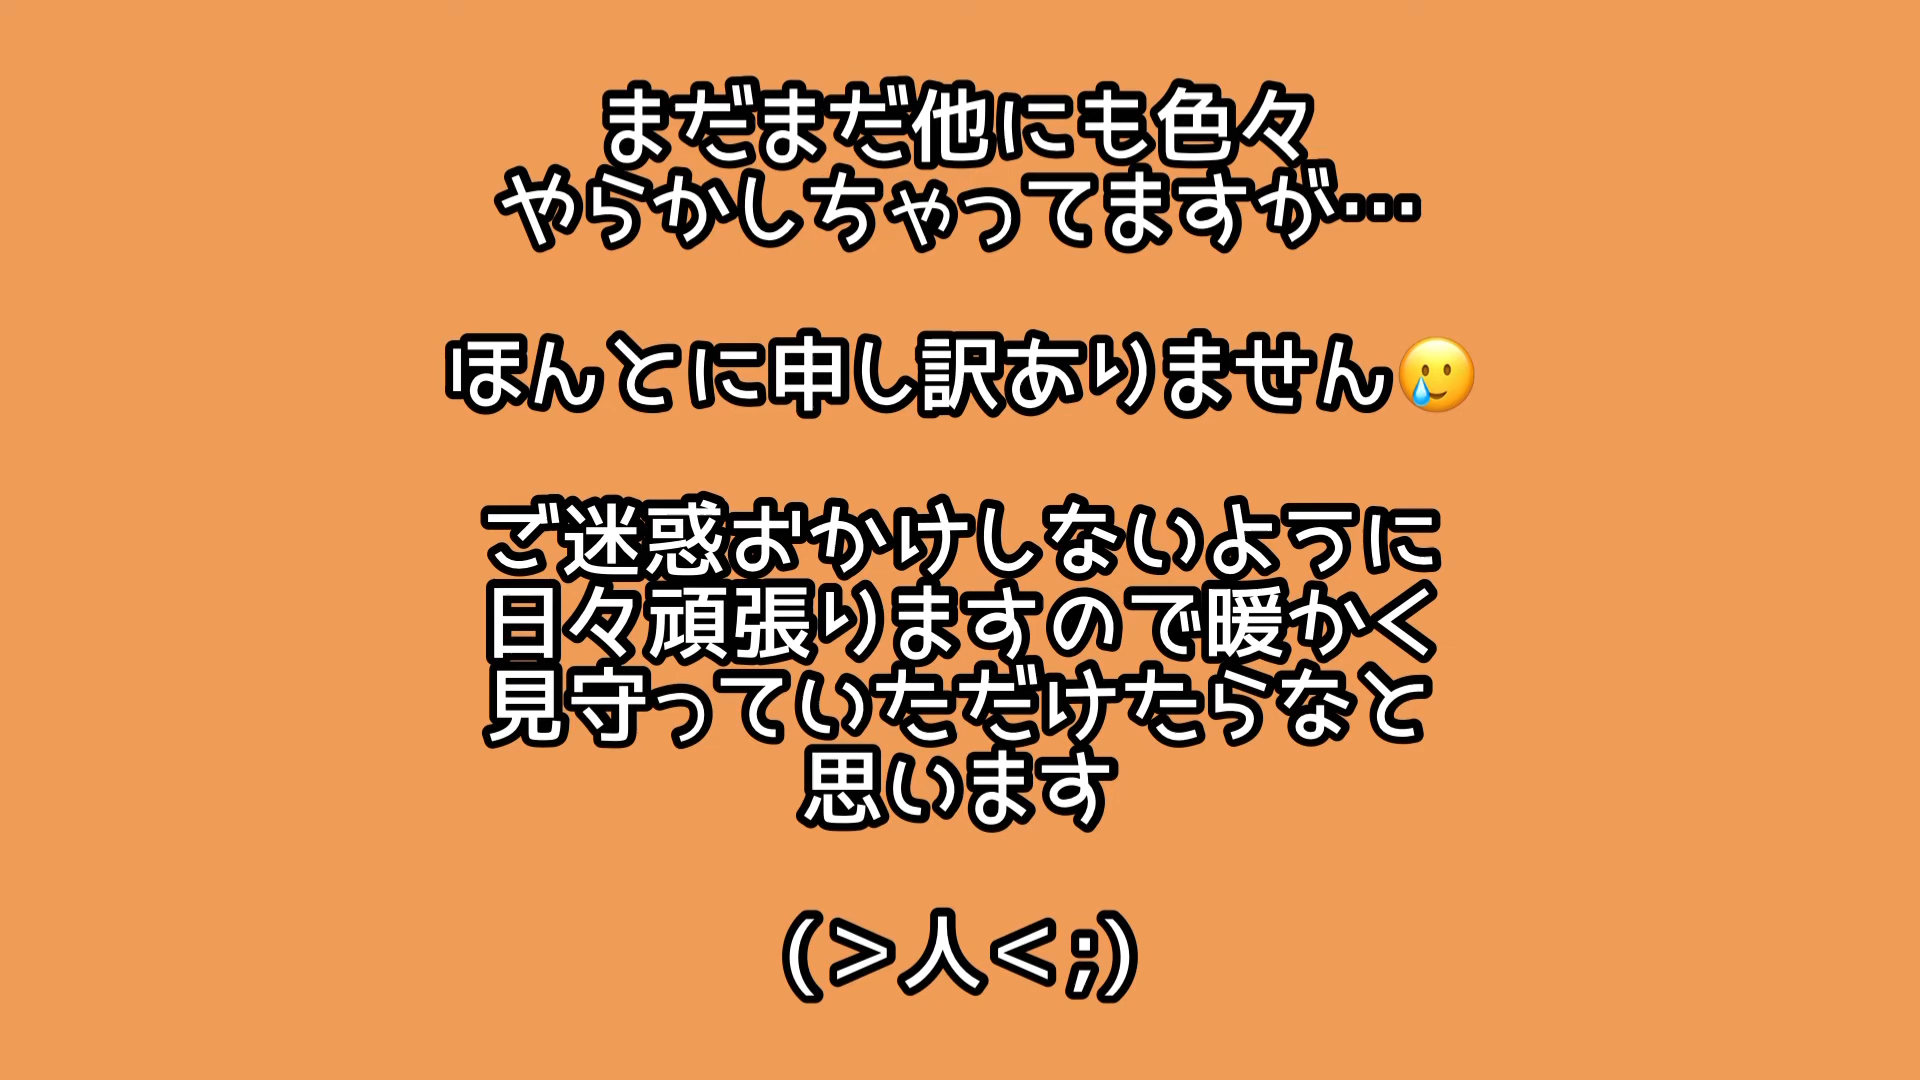 まだまだ他にも色々
やらかしちゃってますが…
ほんとに申し訳ありません🥲
ご迷惑おかけしないように
日々頑張りますので暖かく
見守っていただけたらなと
思います
(>人<;)